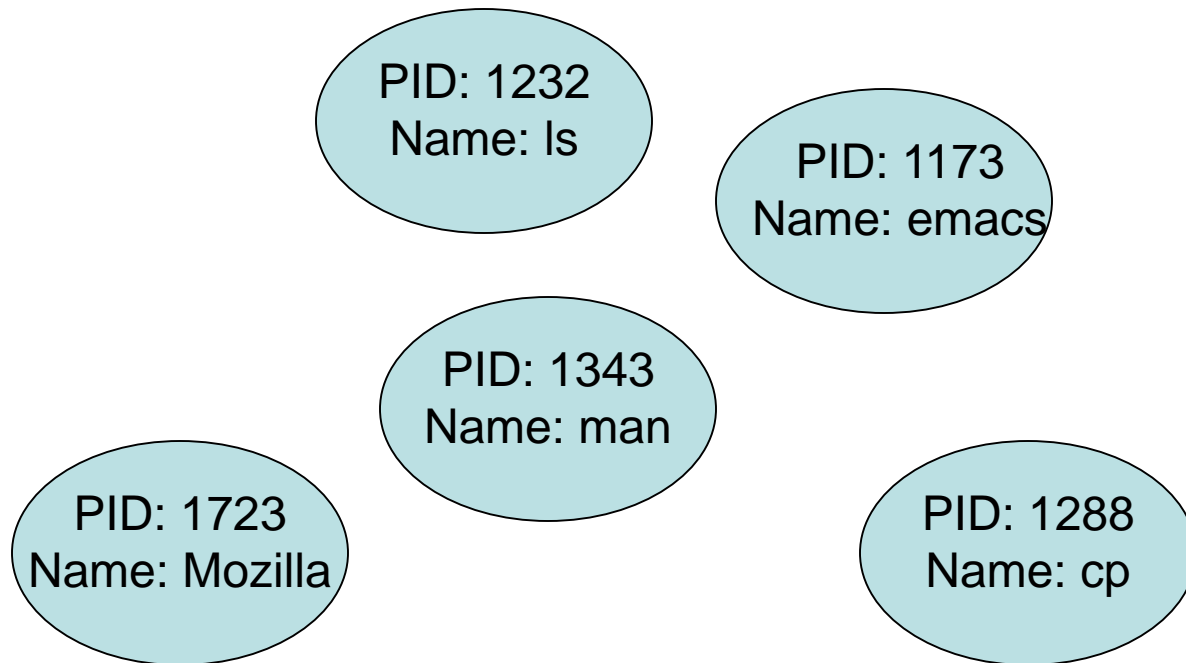 PID: 1232
Name: ls
PID: 1173
Name: emacs
PID: 1343
Name: man
PID: 1723
Name: Mozilla
PID: 1288
Name: cp